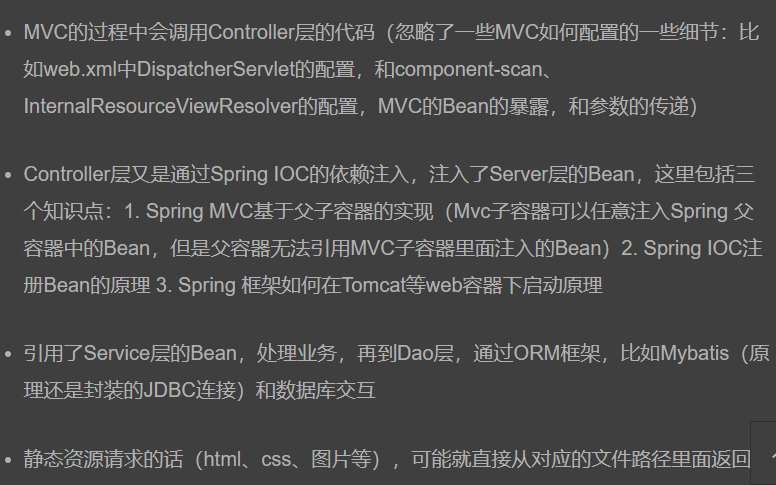 MVC的过程中会调用Controller层的代码（忽略了一些MVC如何配置的一些细节：比
如web.xml中DispatcherServlet的配置，和component-scan、
InternalResourceViewResolver的配置，MVC的Bean的暴露，和参数的传递）
Controller层又是通过Spring IOC的依赖注入，注入了Server层的Bean，这里包括三
个知识点：1. Spring MVC基于父子容器的实现（Mvc子容器可以任意注入Spring 父
容器中的Bean，但是父容器无法引用MVC子容器里面注入的Bean）2. Spring IOC注
册Bean的原理 3. Spring 框架如何在Tomcat等web容器下启动原理
引用了Service层的Bean，处理业务，再到Dao层，通过ORM框架，比如Mybatis（原
理还是封装的JDBC连接）和数据库交互
静态资源请求的话（html、css、图片等），可能就直接从对应的文件路径里面返回